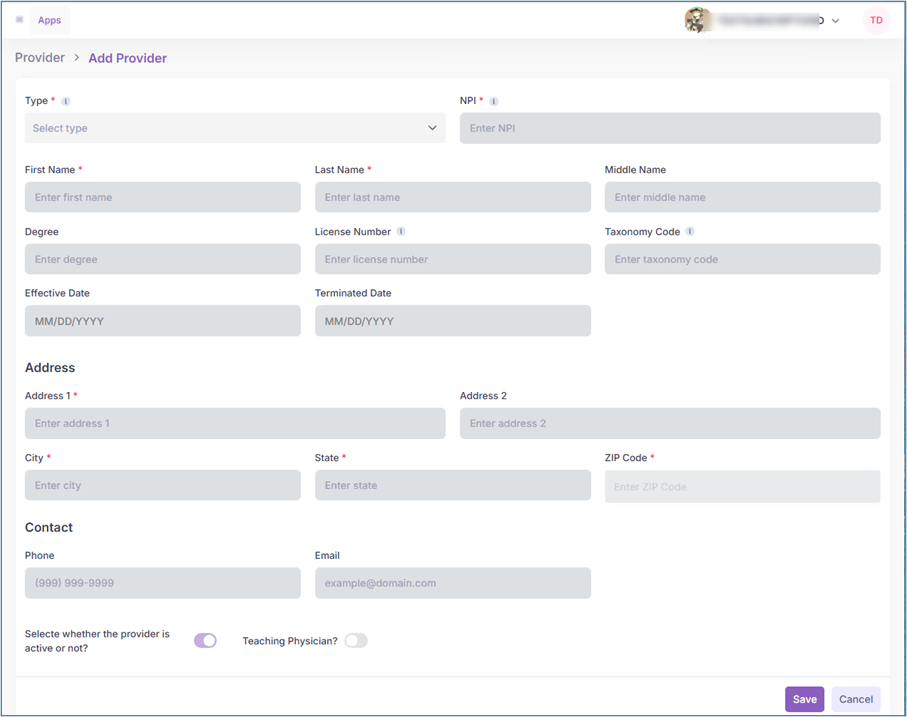 Apps
TD
Provider > Add Provider
Type * i
NPI * i
Select type
Enter NPI
First Name *
Last Name *
Middle Name
Enter first name
Enter last name
Enter middle name
Degree
License Number i
Taxonomy Code i
Enter degree
Enter license number
Enter taxonomy code
Effective Date
Terminated Date
MM/DD/YYYY
MM/DD/YYYY
Address
Address 1 *
Address 2
Enter address 1
Enter address 2
City *
State *
ZIP Code *
Enter city
Enter state
Enter ZIP Code
Contact
Phone
Email
(999) 999-9999
example@domain.com
Selecte whether the provider is
active or not?
Teaching Physician?
Save
Cancel